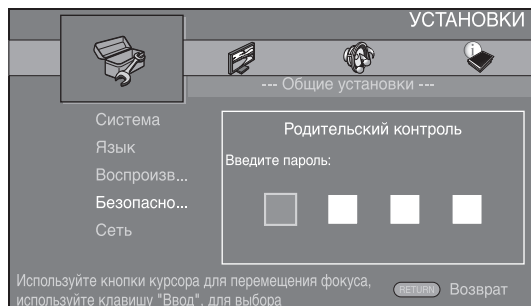 УСТАНОВКИ
--- Общие установки ---
Система
Язык
Воспроизв...
Безопасно...
Сеть
Родительский контроль
Введите пароль:
Используйте кнопки курсора для перемещения фокуса,
используйте клавишу "Ввод", для выбора
RETURN Возврат